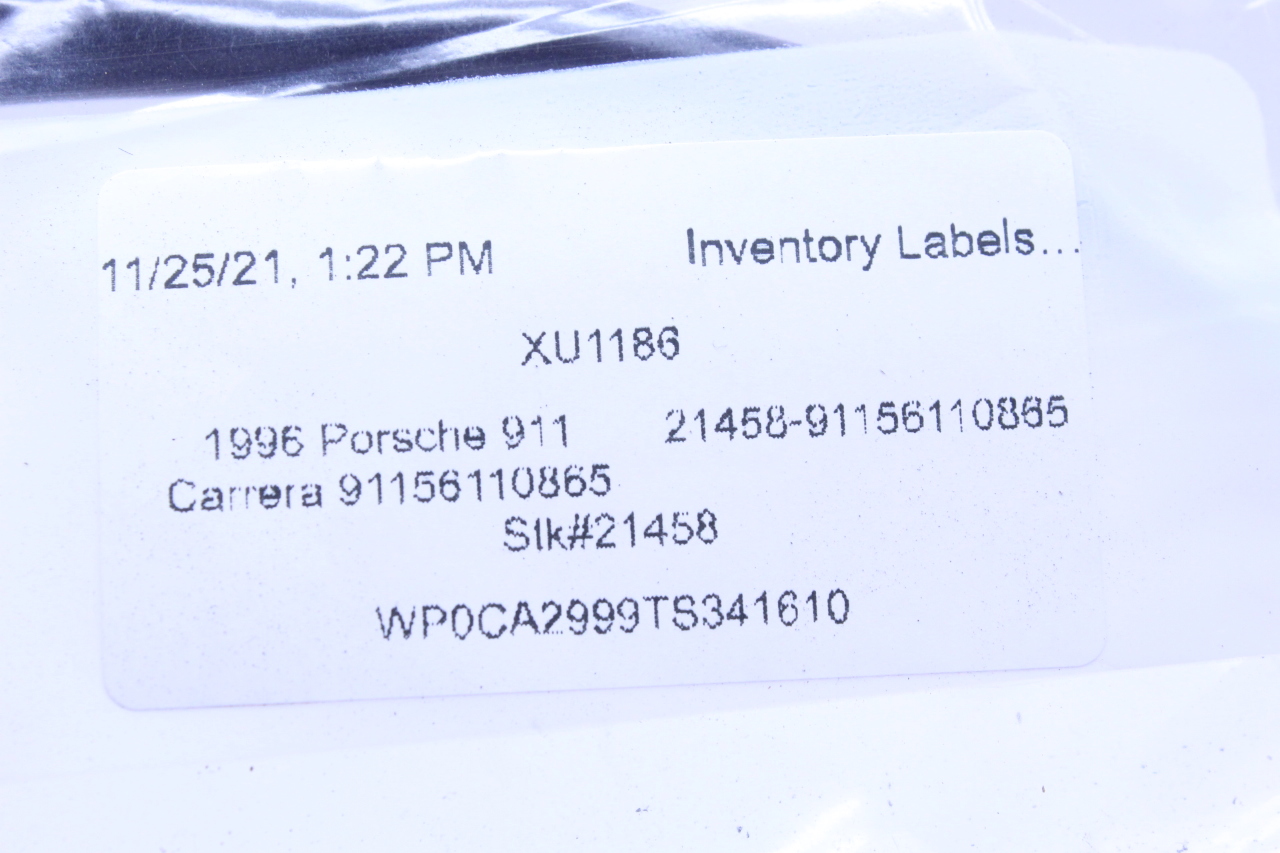 11/25/21, 1:22 PM Inventory Labels...
XU1186
1996 Porsche 911 21458-91156110865
Carrera 91156110865
Stk#21458
WP0CA2999TS341610